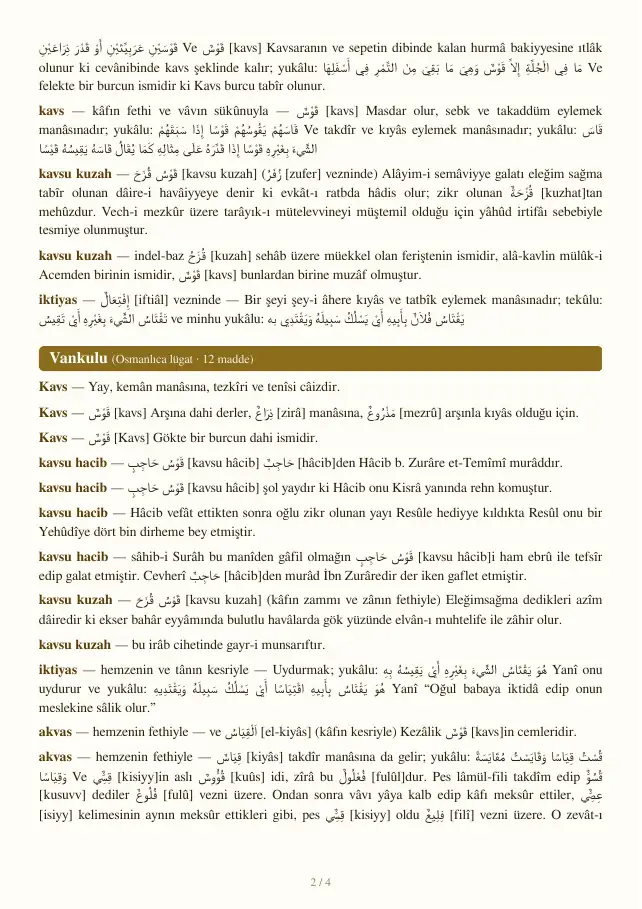 قَوْسَيْنِ عَرَبِيَّتَيْنِ أَوْ قَدْرَ ذِرَاعَيْنِ Ve قَوْسٌ [kavs] Kavsaranın ve sepetin dibinde kalan hurmâ bakiyyesine ıtlâk
olunur ki cevânibinde kavs şeklinde kalır; yukâlu: مَا فِي الْجُلَّةِ إِلاَّ قَوْسٌ وَهِيَ مَا بَقِيَ مِنَ التَّمْرِ فِي أَسْفَلِهَا Ve
felekte bir burcun ismidir ki Kavs burcu tabîr olunur.
kavs — kâfın fethi ve vâvın sükûnuyla — قَوْسٌ [kavs] Masdar olur, sebk ve takaddüm eylemek
manâsınadır; yukâlu: قَاسَهُمْ يَقُوسُهُمْ قَوْسًا إِذَا سَبَقَهُمْ Ve takdîr ve kıyâs eylemek manâsınadır; yukâlu: قَاسَ
الشَّيْءَ بِغَيْرِهِ قَوْسًا إِذَا قَدَّرَهُ عَلَى مِثَالِهِ كَمَا يُقَالُ قَاسَهُ يَقِيسُهُ قَيْسًا
kavsu kuzah — قَوْسُ قُزَحَ [kavsu kuzah] (زُفَرُ [zufer] vezninde) Alâyim-i semâviyye galatı eleğim sağma
tabîr olunan dâire-i havâiyyeye denir ki evkât-ı ratbda hâdis olur; zikr olunan قُزْحَةٌ [kuzhat]tan
mehûzdur. Vech-i mezkûr üzere tarâyık-ı mütelevvineyi müştemil olduğu için yâhûd irtifâı sebebiyle
tesmiye olunmuştur.
kavsu kuzah — indel-baz قُزَحُ [kuzah] sehâb üzere müekkel olan feriştenin ismidir, alâ-kavlin mülûk-i
Acemden birinin ismidir, قَوْسٌ [kavs] bunlardan birine muzâf olmuştur.
iktiyas — إِفْتِعَالٌ [iftiâl] vezninde — Bir şeyi şey-i âhere kıyâs ve tatbîk eylemek manâsınadır; tekûlu:
تَقْتَاسُ الشَّيْءَ بِغَيْرِهِ أَيْ تَقِيسُ ve minhu yukâlu: يَقْتَاسُ فُلاَنٌ بِأَبِيهِ أَيْ يَسْلُكُ سَبِيلَهُ وَيَقْتَدِي به
Vankulu (Osmanlıca lügat · 12 madde)
Kavs — Yay, kemân manâsına, tezkîri ve tenîsi câizdir.
Kavs — قَوْسٌ [kavs] Arşına dahi derler, ذِرَاعٌ [zirâ] manâsına, مَذْرُوعٌ [mezrû] arşınla kıyâs olduğu için.
Kavs — قَوْسٌ [Kavs] Gökte bir burcun dahi ismidir.
kavsu hacib — قَوْسُ حَاجِبٍ [kavsu hâcib] حَاجِبٌ [hâcib]den Hâcib b. Zurâre et-Temîmî murâddır.
kavsu hacib — قَوْسُ حَاجِبٍ [kavsu hâcib] şol yaydır ki Hâcib onu Kisrâ yanında rehn komuştur.
kavsu hacib — Hâcib vefât ettikten sonra oğlu zikr olunan yayı Resûle hediyye kıldıkta Resûl onu bir
Yehûdîye dört bin dirheme bey etmiştir.
kavsu hacib — sâhib-i Surâh bu manîden gâfil olmağın قَوْسُ حَاجِبٍ [kavsu hâcib]i ham ebrû ile tefsîr
edip galat etmiştir. Cevherî حَاجِبٌ [hâcib]den murâd İbn Zurâredir der iken gaflet etmiştir.
kavsu kuzah — قَوْسُ قُزَحَ [kavsu kuzah] (kâfın zammı ve zânın fethiyle) Eleğimsağma dedikleri azîm
dâiredir ki ekser bahâr eyyâmında bulutlu havâlarda gök yüzünde elvân-ı muhtelife ile zâhir olur.
kavsu kuzah — bu irâb cihetinde gayr-i munsarıftır.
iktiyas — hemzenin ve tânın kesriyle — Uydurmak; yukâlu: هُوَ يَقْتَاسُ الشَّيْءَ بِغَيْرِهِ أَيْ يَقِيسُهُ بِهِ Yanî onu
uydurur ve yukâlu: هُوَ يَقْتَاسُ بِأَبِيهِ اقْتِيَاسًا أَيْ يَسْلُكُ سَبِيلَهُ وَيَقْتَدِيهِ Yanî “Oğul babaya iktidâ edip onun
meslekine sâlik olur.”
akvas — hemzenin fethiyle — ve اَلْقِيَاسُ [el-kiyâs] (kâfın kesriyle) Kezâlik قَوْسٌ [kavs]in cemleridir.
akvas — hemzenin fethiyle — قِيَاسٌ [kiyâs] takdîr manâsına da gelir; yukâlu: قُسْتُ قِيَاسًا وَقَايَسْتُ مُقَايَسَةً
وَقِيَاسًا Ve قِسِّيٌ [kisiyy]in aslı قُوُوسٌ [kuûs] idi, zîrâ bu فُعُلُولٌ [fulûl]dur. Pes lâmül-fili takdîm edip قُسُوٌّ
[kusuvv] dediler فُلُوعٌ [fulû] vezni üzere. Ondan sonra vâvı yâya kalb edip kâfı meksûr ettiler, عِصِيٌّ
[isiyy] kelimesinin aynın meksûr ettikleri gibi, pes قِسِّيٌ [kisiyy] oldu فِلِيعٌ [filî] vezni üzere. O zevât-ı
2 / 4